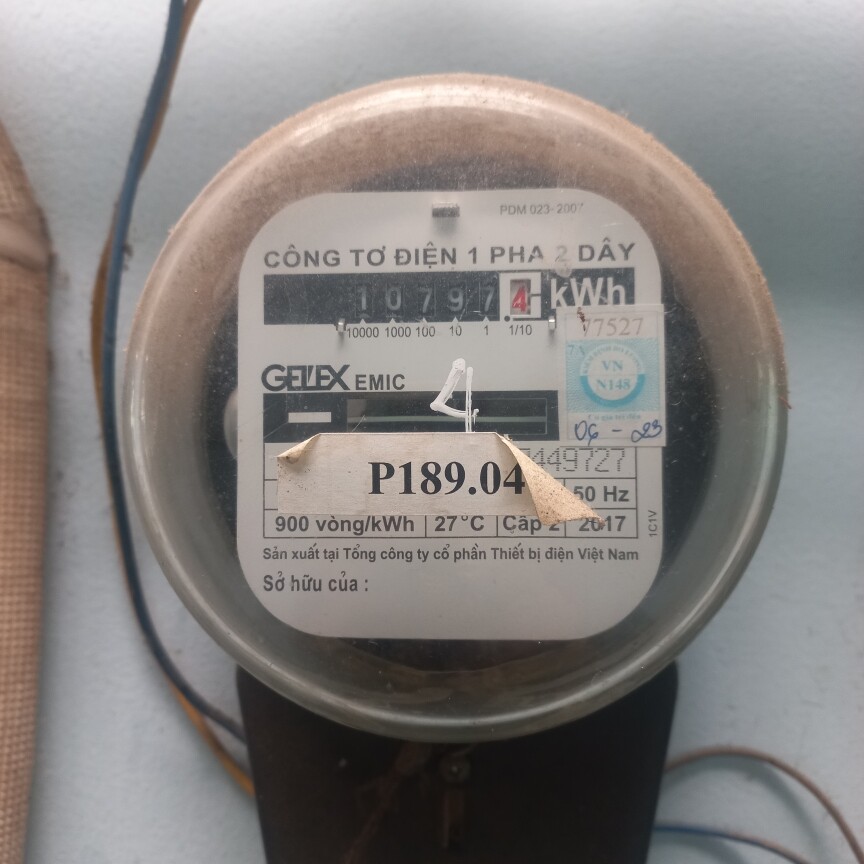 PDM 023-2007
CÔNG TƠ ĐIỆN 1 PHA 2 DÂY
1 0 7 9 7 4 kWh
10000 1000 100 10 1 1/10
77527
VN
N148
06 - 23
GELEX EMIC
4
449727
P189.04
50 Hz
900 vòng/kWh 27°C Cấp 2 2017
1C1V
Sản xuất tại Tổng công ty cổ phần Thiết bị điện Việt Nam
Sở hữu của :